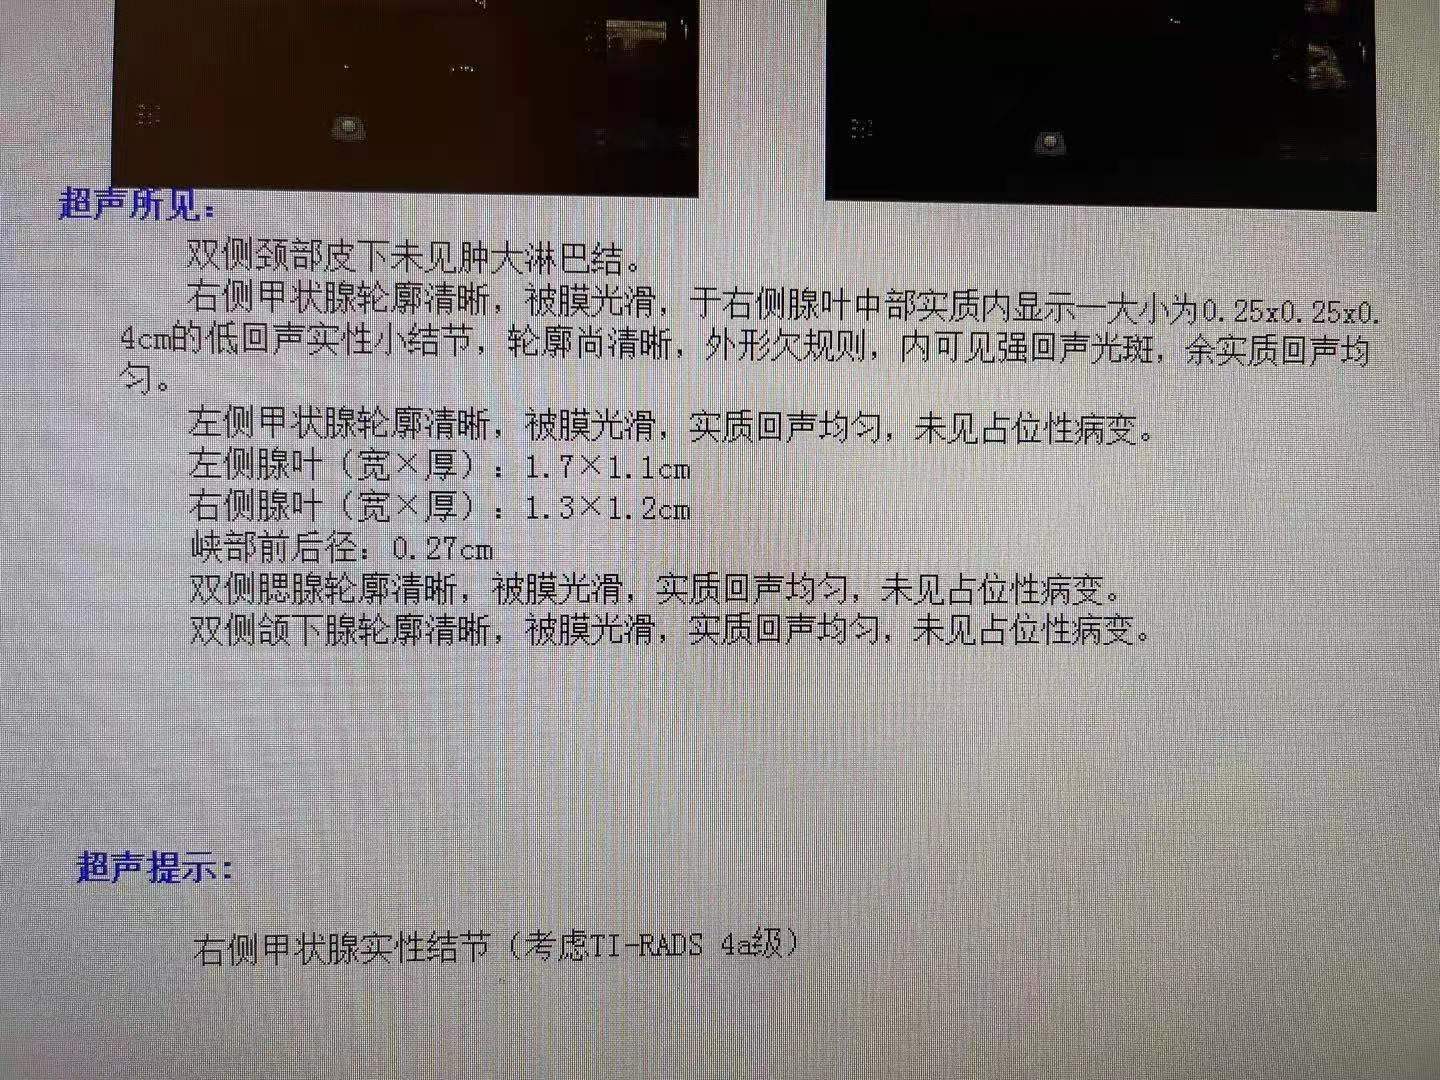 超声所见：
双侧颈部皮下未见肿大淋巴结。
右侧甲状腺轮廓清晰，被膜光滑，于右侧腺叶中部实质内显示一大小为0.25x0.25x0.
4cm的低回声实性小结节，轮廓尚清晰，外形欠规则，内可见强回声光斑，余实质回声均
匀。
左侧甲状腺轮廓清晰，被膜光滑，实质回声均匀，未见占位性病变。
左侧腺叶（宽×厚）：1.7×1.1cm
右侧腺叶（宽×厚）：1.3×1.2cm
峡部前后径：0.27cm
双侧腮腺轮廓清晰，被膜光滑，实质回声均匀，未见占位性病变。
双侧颌下腺轮廓清晰，被膜光滑，实质回声均匀，未见占位性病变。
超声提示：
右侧甲状腺实性结节（考虑TI-RADS 4a级）